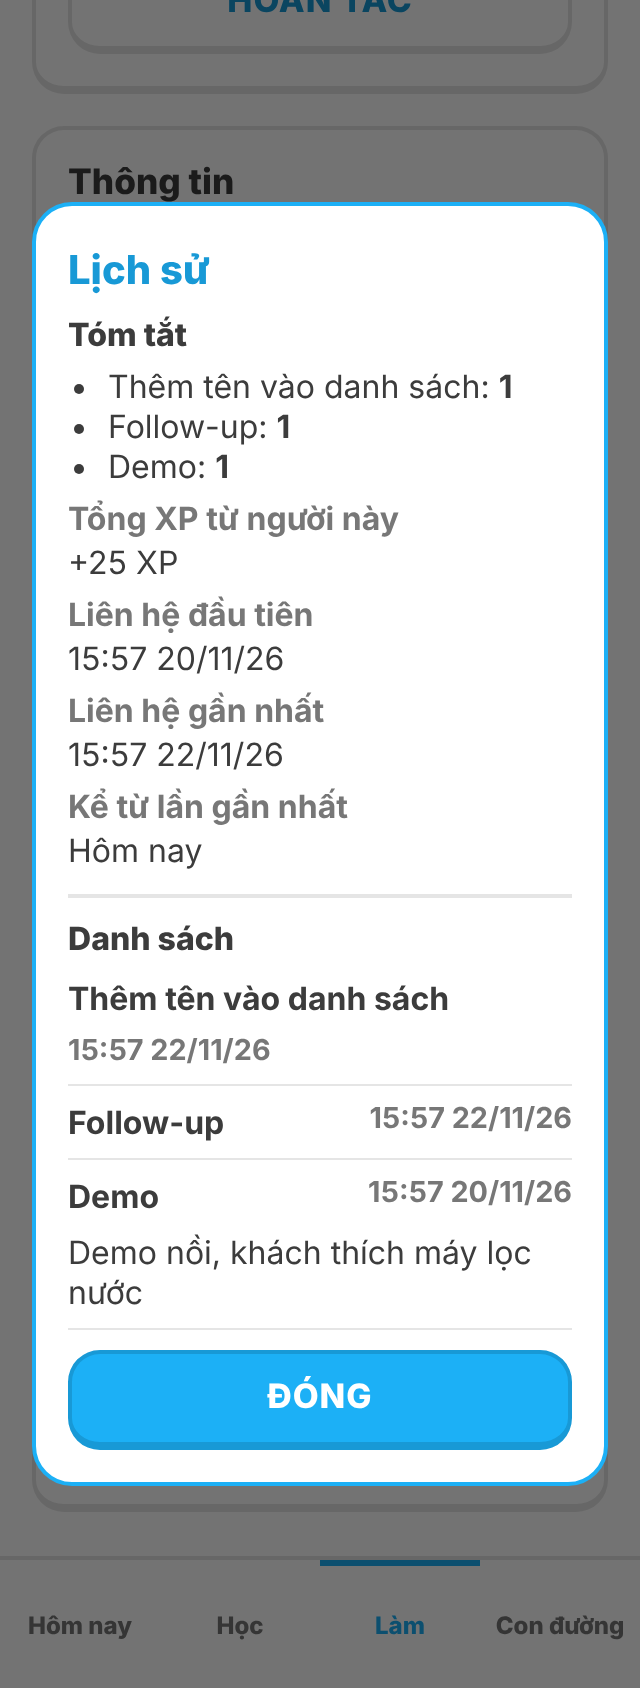 HOÀN TÁC
Thông tin
Lịch sử
Tóm tắt
• Thêm tên vào danh sách: 1
• Follow-up: 1
• Demo: 1
Tổng XP từ người này
+25 XP
Liên hệ đầu tiên
15:57 20/11/26
Liên hệ gần nhất
15:57 22/11/26
Kể từ lần gần nhất
Hôm nay
Danh sách
Thêm tên vào danh sách
15:57 22/11/26
Follow-up 15:57 22/11/26
Demo 15:57 20/11/26
Demo nồi, khách thích máy lọc
nước
ĐÓNG
Hôm nay Học Làm Con đường